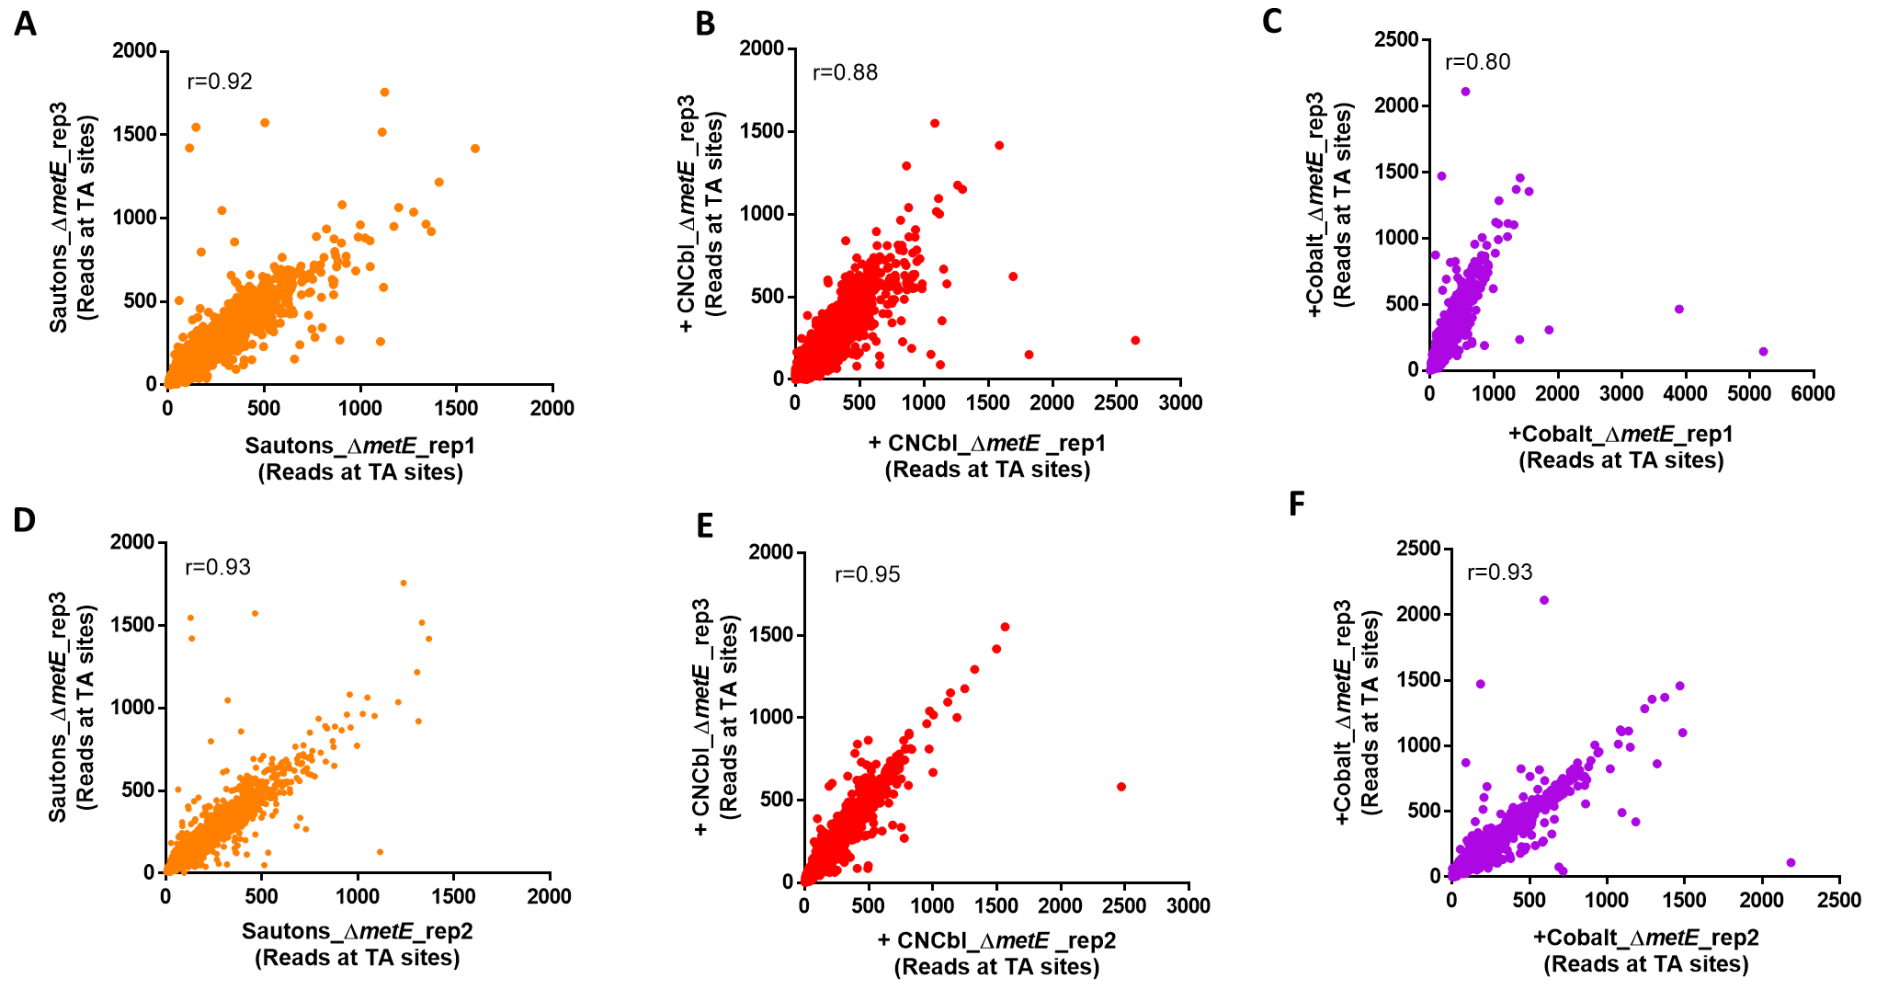 A
2000
1500
1000
500
0
r=0.92
Sautons_ΔmetE_rep3
(Reads at TA sites)
0 500 1000 1500 2000
Sautons_ΔmetE_rep1
(Reads at TA sites)
B
2000
1500
1000
500
0
r=0.88
+ CNCbl_ΔmetE _rep3
(Reads at TA sites)
0 500 1000 1500 2000 2500 3000
+ CNCbl_ΔmetE _rep1
(Reads at TA sites)
C
2500
2000
1500
1000
500
0
r=0.80
+Cobalt_ΔmetE_rep3
(Reads at TA sites)
0 1000 2000 3000 4000 5000 6000
+Cobalt_ΔmetE_rep1
(Reads at TA sites)
D
2000
1500
1000
500
0
r=0.93
Sautons_ΔmetE_rep3
(Reads at TA sites)
0 500 1000 1500 2000
Sautons_ΔmetE_rep2
(Reads at TA sites)
E
2000
1500
1000
500
0
r=0.95
+ CNCbl_ΔmetE _rep3
(Reads at TA sites)
0 500 1000 1500 2000 2500 3000
+ CNCbl_ΔmetE _rep2
(Reads at TA sites)
F
2500
2000
1500
1000
500
0
r=0.93
+Cobalt_ΔmetE_rep3
(Reads at TA sites)
0 500 1000 1500 2000 2500
+Cobalt_ΔmetE_rep2
(Reads at TA sites)